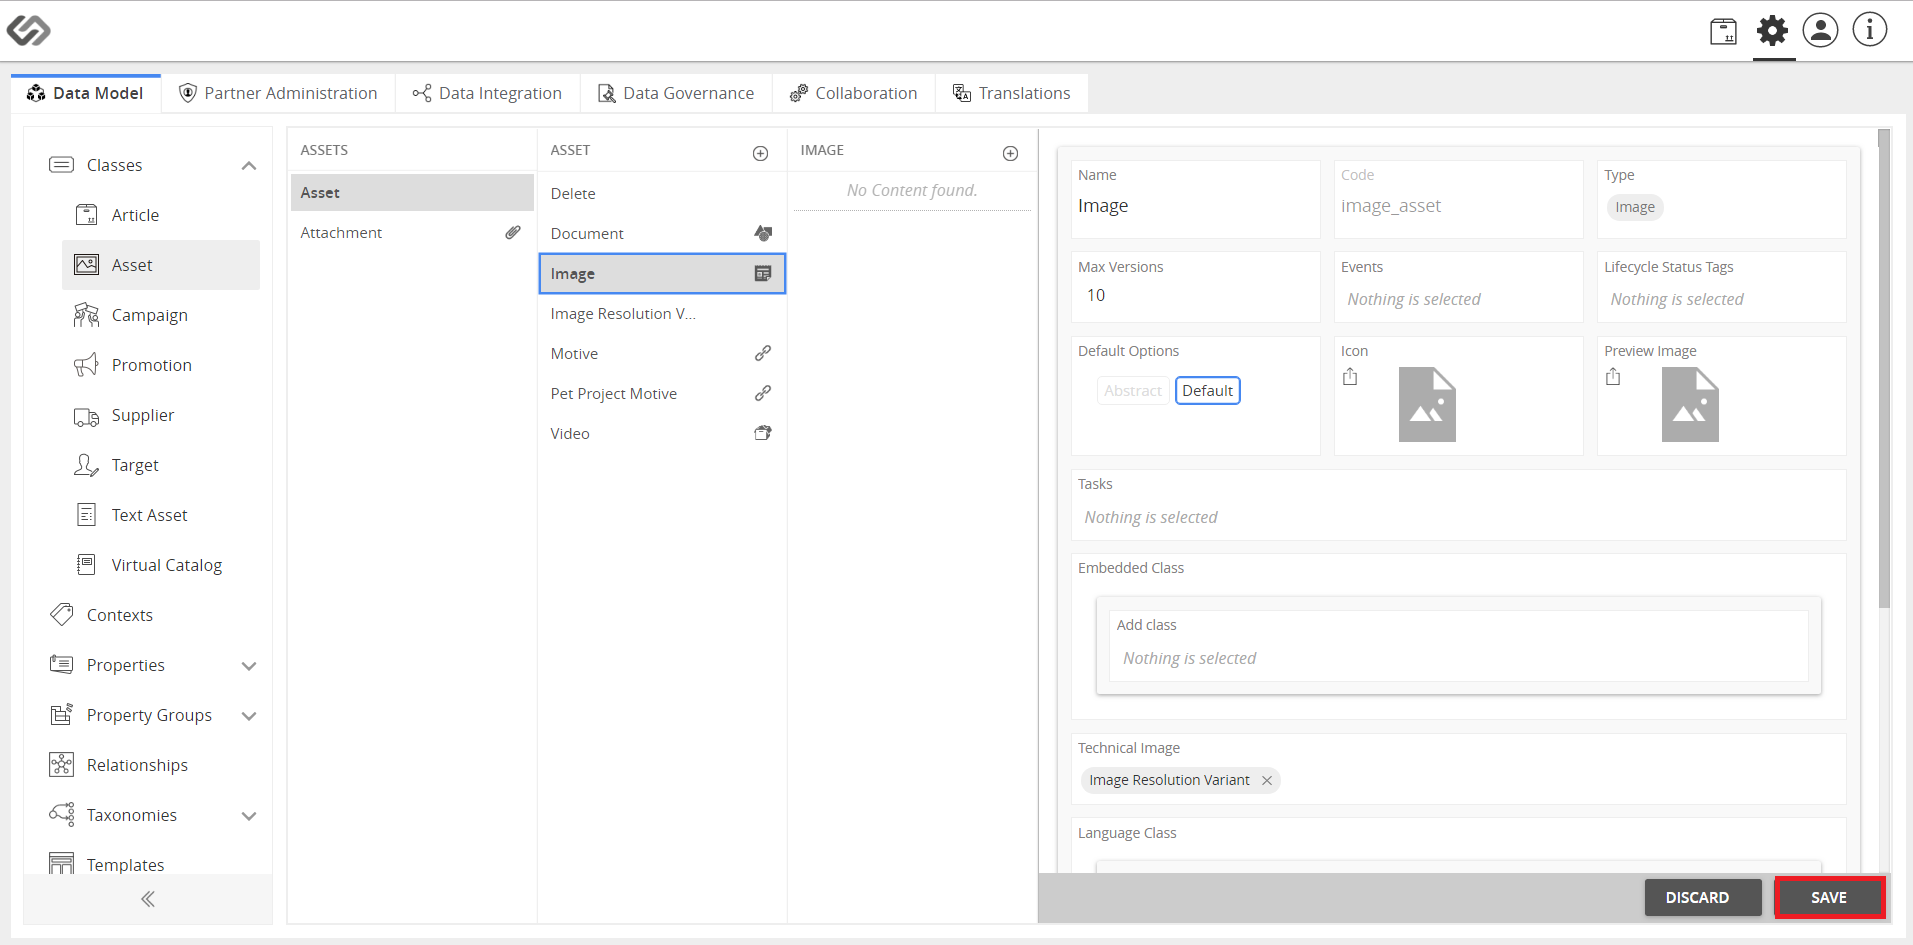 Data Model
Partner Administration
Data Integration
Data Governance
Collaboration
Translations
Classes
Article
Asset
Campaign
Promotion
Supplier
Target
Text Asset
Virtual Catalog
Contexts
Properties
Property Groups
Relationships
Taxonomies
Templates
ASSETS
Asset
Attachment
ASSET
Delete
Document
Image
Image Resolution V...
Motive
Pet Project Motive
Video
IMAGE
No Content found.
Name
Image
Code
image_asset
Type
Image
Max Versions
10
Events
Nothing is selected
Lifecycle Status Tags
Nothing is selected
Default Options
Abstract
Default
Icon
Preview Image
Tasks
Nothing is selected
Embedded Class
Add class
Nothing is selected
Technical Image
Image Resolution Variant
Language Class
DISCARD
SAVE